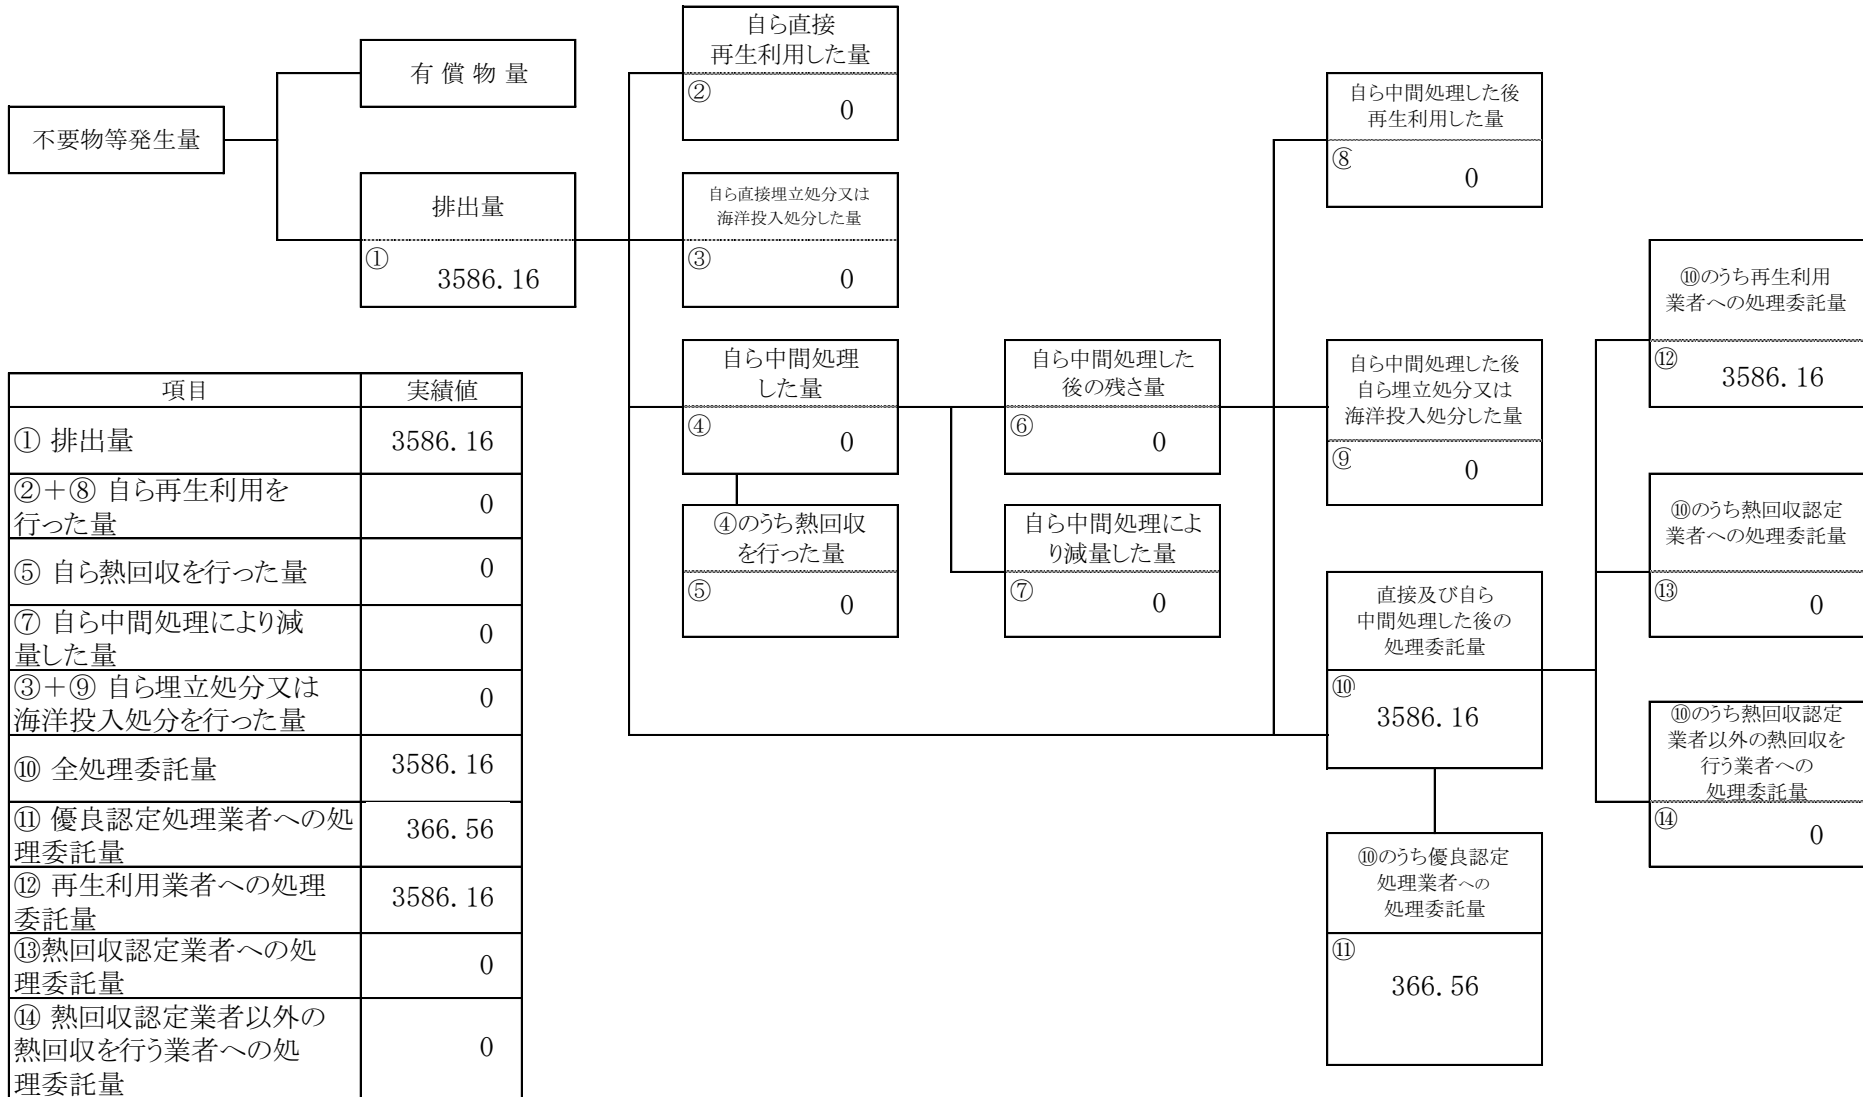 不要物等発生量
有 償 物 量
排出量
①
3586.16
自ら直接
再生利用した量
②
0
自ら直接埋立処分又は
海洋投入処分した量
③
0
自ら中間処理
した量
④
0
④のうち熱回収
を行った量
⑤
0
自ら中間処理した
後の残さ量
⑥
0
自ら中間処理によ
り減量した量
⑦
0
自ら中間処理した後
再生利用した量
⑧
0
自ら中間処理した後
自ら埋立処分又は
海洋投入処分した量
⑨
0
直接及び自ら
中間処理した後の
処理委託量
⑩
3586.16
⑩のうち優良認定
処理業者への
処理委託量
⑪
366.56
⑩のうち再生利用
業者への処理委託量
⑫
3586.16
⑩のうち熱回収認定
業者への処理委託量
⑬
0
⑩のうち熱回収認定
業者以外の熱回収を
行う業者への
処理委託量
⑭
0
項目 実績値
① 排出量 3586.16
②＋⑧ 自ら再生利用を
行った量 0
⑤ 自ら熱回収を行った量 0
⑦ 自ら中間処理により減
量した量 0
③＋⑨ 自ら埋立処分又は
海洋投入処分を行った量 0
⑩ 全処理委託量 3586.16
⑪ 優良認定処理業者への処
理委託量 366.56
⑫ 再生利用業者への処理
委託量 3586.16
⑬熱回収認定業者への処
理委託量 0
⑭ 熱回収認定業者以外の
熱回収を行う業者への処
理委託量 0